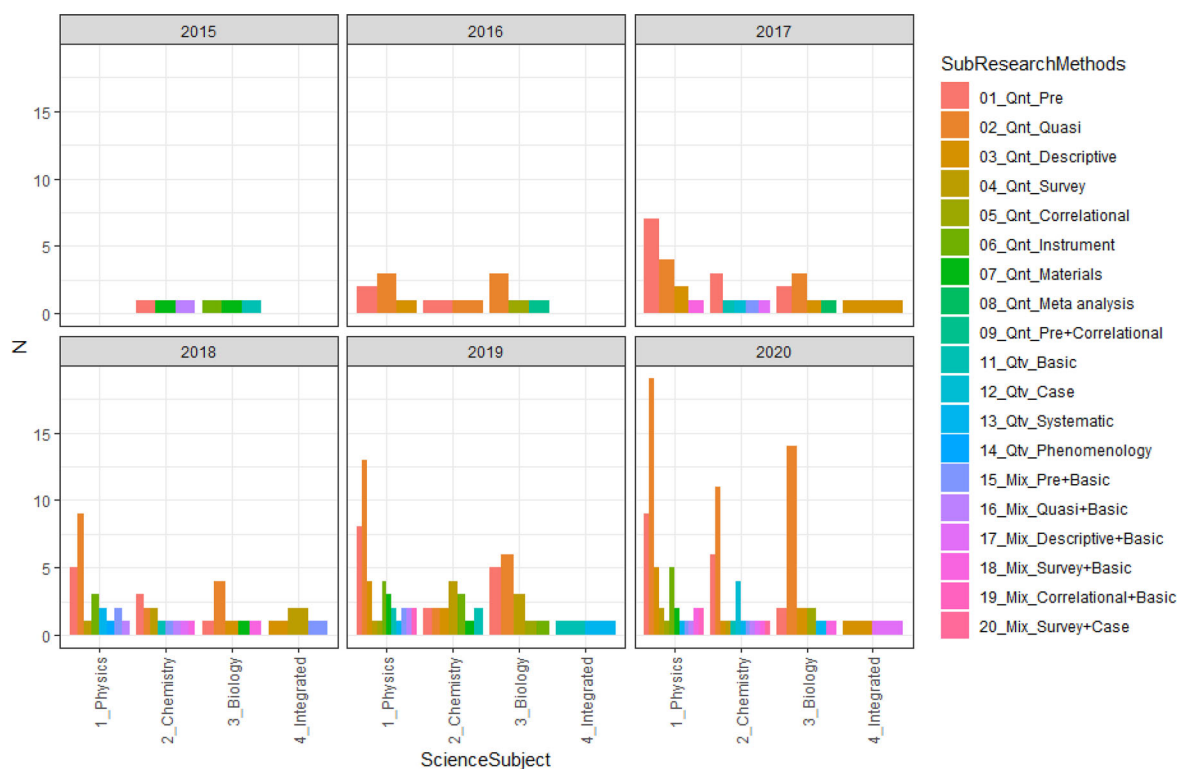 2015 2016 2017
15
10
5
0
N
2018 2019 2020
15
10
5
0
1_Physics
2_Chemistry
3_Biology
4_Integrated
1_Physics
2_Chemistry
3_Biology
4_Integrated
1_Physics
2_Chemistry
3_Biology
4_Integrated
ScienceSubject
SubResearchMethods
01_Qnt_Pre
02_Qnt_Quasi
03_Qnt_Descriptive
04_Qnt_Survey
05_Qnt_Correlational
06_Qnt_Instrument
07_Qnt_Materials
08_Qnt_Meta analysis
09_Qnt_Pre+Correlational
11_Qtv_Basic
12_Qtv_Case
13_Qtv_Systematic
14_Qtv_Phenomenology
15_Mix_Pre+Basic
16_Mix_Quasi+Basic
17_Mix_Descriptive+Basic
18_Mix_Survey+Basic
19_Mix_Correlational+Basic
20_Mix_Survey+Case